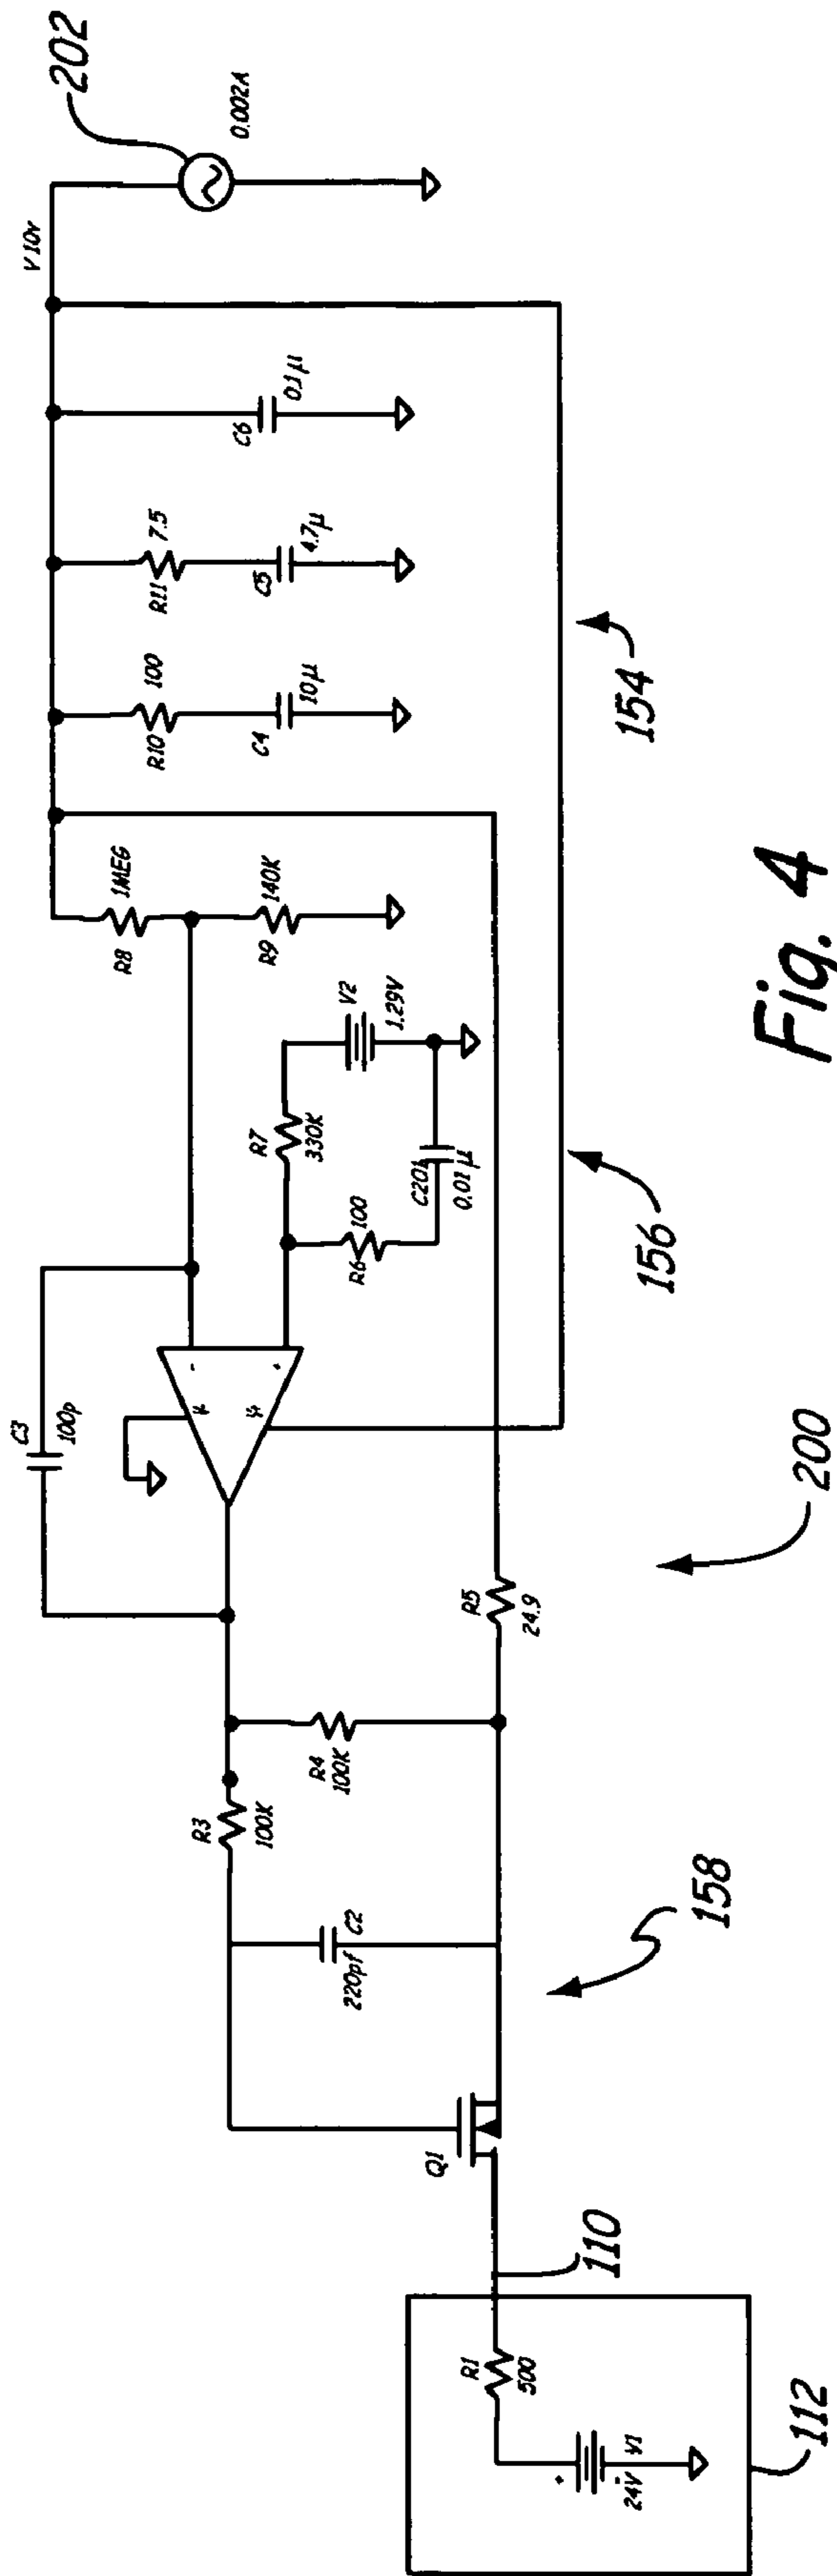 202
0.002A
V10v
C6
0.1µ
R11
7.5
C5
4.7µ
R10
100
C4
10µ
154
R8
1MEG
R9
140K
V2
1.29V
R7
330K
R6
100
C201
0.01µ
156
C3
100p
-
+
200
R5
24.9
R4
100K
R3
100K
C2
220pf
158
Q1
110
R1
500
+
-
24V
V1
112
Fig. 4